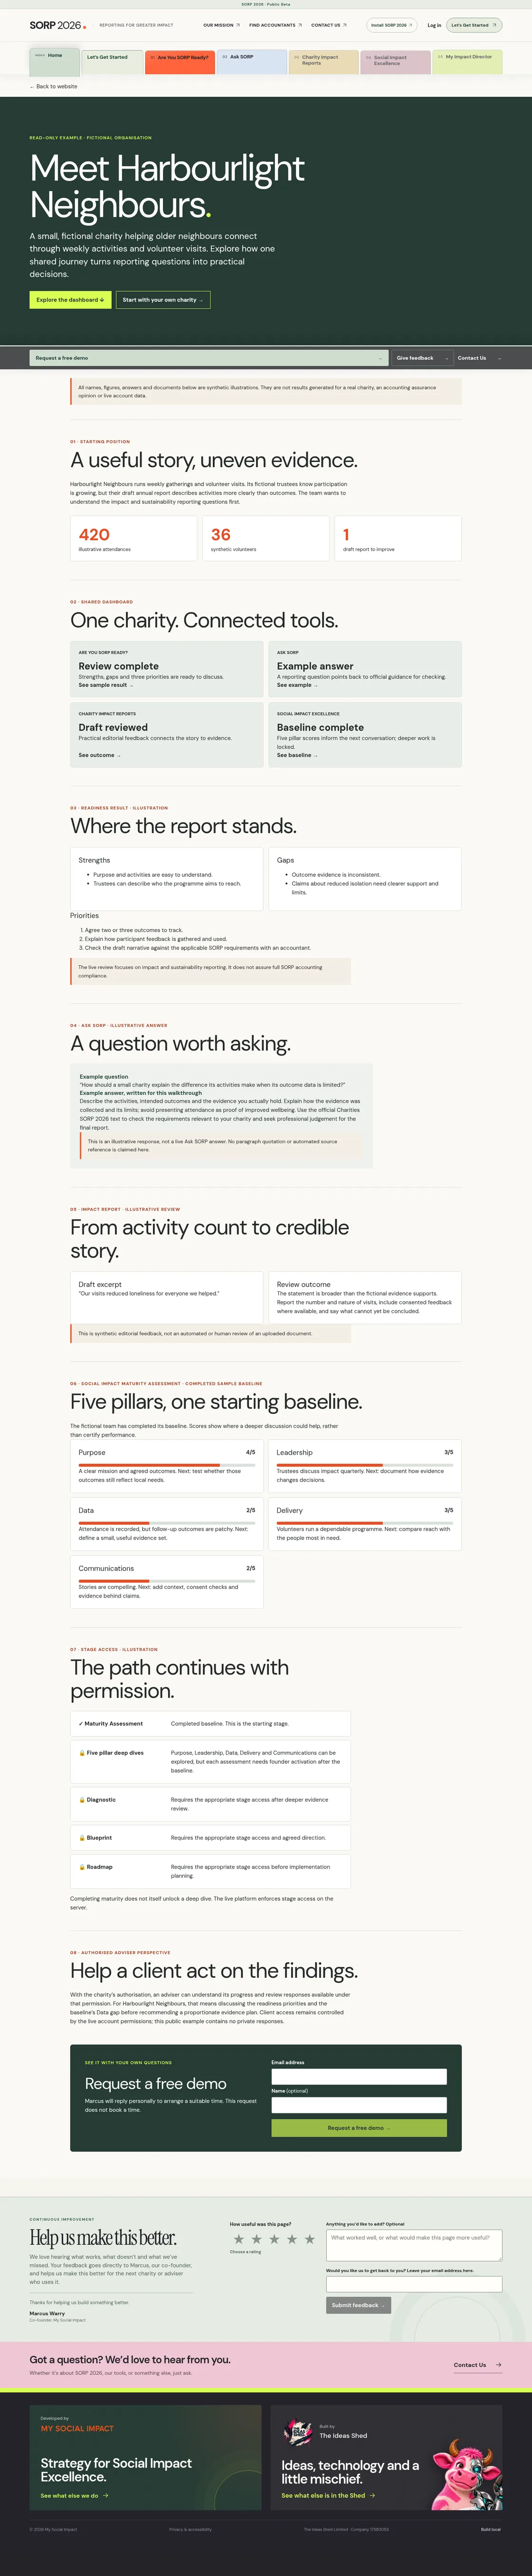 SORP 2026 · Public Beta
SORP 2026.
REPORTING FOR GREATER IMPACT
OUR MISSION ↗
FIND ACCOUNTANTS ↗
CONTACT US ↗
Install SORP 2026 ↗
Log in
Let's Get Started ↗
Home
Let's Get Started
Are You SORP Ready?
Ask SORP
Charity Impact
Reports
Social Impact
Excellence
My Impact Director
← Back to website
READ-ONLY EXAMPLE · FICTIONAL ORGANISATION
Meet Harbourlight
Neighbours.
A small, fictional charity helping older neighbours connect
through weekly activities and volunteer visits. Explore how one
shared journey turns reporting questions into practical
decisions.
Explore the dashboard ↓
Start with your own charity →
Request a free demo →
Give feedback →
Contact Us →
All names, figures, answers and documents below are synthetic illustrations. They are not results generated for a real charity, an accounting assurance
opinion or live account data.
01 · STARTING POSITION
A useful story, uneven evidence.
Harbourlight Neighbours runs weekly gatherings and volunteer visits. Its fictional trustees know participation
is growing, but their draft annual report describes activities more clearly than outcomes. The team wants to
understand the impact and sustainability reporting questions first.
420
illustrative attendances
36
synthetic volunteers
1
draft report to improve
02 · SHARED DASHBOARD
One charity. Connected tools.
ARE YOU SORP READY?
Review complete
Strengths, gaps and three priorities are ready to discuss.
See sample result →
ASK SORP
Example answer
A reporting question points back to official guidance for checking.
See example →
CHARITY IMPACT REPORTS
Draft reviewed
Practical editorial feedback connects the story to evidence.
See outcome →
SOCIAL IMPACT EXCELLENCE
Baseline complete
Five pillar scores inform the next conversation; deeper work is
locked.
See baseline →
03 · READINESS RESULT · ILLUSTRATION
Where the report stands.
Strengths
• Purpose and activities are easy to understand.
• Trustees can describe who the programme aims to reach.
Gaps
• Outcome evidence is inconsistent.
• Claims about reduced isolation need clearer support and
limits.
Priorities
1. Agree two or three outcomes to track.
2. Explain how participant feedback is gathered and used.
3. Check the draft narrative against the applicable SORP requirements with an accountant.
The live review focuses on impact and sustainability reporting. It does not assure full SORP accounting
compliance.
04 · ASK SORP · ILLUSTRATIVE ANSWER
A question worth asking.
Example question
“How should a small charity explain the difference its activities make when its outcome data is limited?”
Example answer, written for this walkthrough
Describe the activities, intended outcomes and the evidence you actually hold. Explain how the evidence was
collected and its limits; avoid presenting attendance as proof of improved wellbeing. Use the official Charities
SORP 2026 text to check the requirements relevant to your charity and seek professional judgement for the
final report.
This is an illustrative response, not a live Ask SORP answer. No paragraph quotation or automated source
reference is claimed here.
05 · IMPACT REPORT · ILLUSTRATIVE REVIEW
From activity count to credible
story.
Draft excerpt
“Our visits reduced loneliness for everyone we helped.”
Review outcome
The statement is broader than the fictional evidence supports.
Report the number and nature of visits, include consented feedback
where available, and say what cannot yet be concluded.
This is synthetic editorial feedback, not an automated or human review of an uploaded document.
06 · SOCIAL IMPACT MATURITY ASSESSMENT · COMPLETED SAMPLE BASELINE
Five pillars, one starting baseline.
The fictional team has completed its baseline. Scores show where a deeper discussion could help, rather
than certify performance.
Purpose 4/5
A clear mission and agreed outcomes. Next: test whether those
outcomes still reflect local needs.
Leadership 3/5
Trustees discuss impact quarterly. Next: document how evidence
changes decisions.
Data 2/5
Attendance is recorded, but follow-up outcomes are patchy. Next:
define a small, useful evidence set.
Delivery 3/5
Volunteers run a dependable programme. Next: compare reach with
the people most in need.
Communications 2/5
Stories are compelling. Next: add context, consent checks and
evidence behind claims.
07 · STAGE ACCESS · ILLUSTRATION
The path continues with
permission.
✓ Maturity Assessment
Completed baseline. This is the starting stage.
🔒 Five pillar deep dives
Purpose, Leadership, Data, Delivery and Communications can be
explored, but each assessment needs founder activation after the
baseline.
🔒 Diagnostic
Requires the appropriate stage access after deeper evidence
review.
🔒 Blueprint
Requires the appropriate stage access and agreed direction.
🔒 Roadmap
Requires the appropriate stage access before implementation
planning.
Completing maturity does not itself unlock a deep dive. The live platform enforces stage access on the
server.
08 · AUTHORISED ADVISER PERSPECTIVE
Help a client act on the findings.
With the charity's authorisation, an adviser can understand its progress and review responses available under
that permission. For Harbourlight Neighbours, that means discussing the readiness priorities and the
baseline's Data gap before recommending a proportionate evidence plan. Client access remains controlled
by the live account permissions; this public example contains no private responses.
SEE IT WITH YOUR OWN QUESTIONS
Request a free demo
Marcus will reply personally to arrange a suitable time. This request
does not book a time.
Email address
Name (optional)
Request a free demo →
CONTINUOUS IMPROVEMENT
Help us make this better.
We love hearing what works, what doesn't and what we've
missed. Your feedback goes directly to Marcus, our co-founder,
and helps us make this better for the next charity or adviser
who uses it.
Thanks for helping us build something better.
Marcus Warry
Co-founder, My Social Impact
How useful was this page?
★ ★ ★ ★ ★
Choose a rating
Anything you'd like to add? Optional
What worked well, or what would make this page more useful?
Would you like us to get back to you? Leave your email address here.
Submit feedback →
Got a question? We'd love to hear from you.
Whether it's about SORP 2026, our tools, or something else, just ask.
Contact Us →
Developed by
MY SOCIAL IMPACT
Strategy for Social Impact
Excellence.
See what else we do →
Built by
The Ideas Shed
Ideas, technology and a
little mischief.
See what else is in the Shed →
© 2026 My Social Impact
Privacy & accessibility
Build local